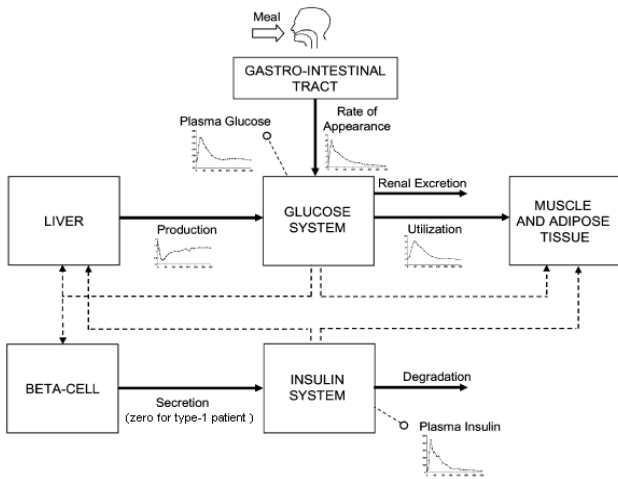 Meal
GASTRO-INTESTINAL
TRACT
Plasma Glucose
Rate of
Appearance
LIVER
Production
GLUCOSE
SYSTEM
Renal Excretion
Utilization
MUSCLE
AND ADIPOSE
TISSUE
BETA-CELL
Secretion
(zero for type-1 patient )
INSULIN
SYSTEM
Degradation
Plasma Insulin